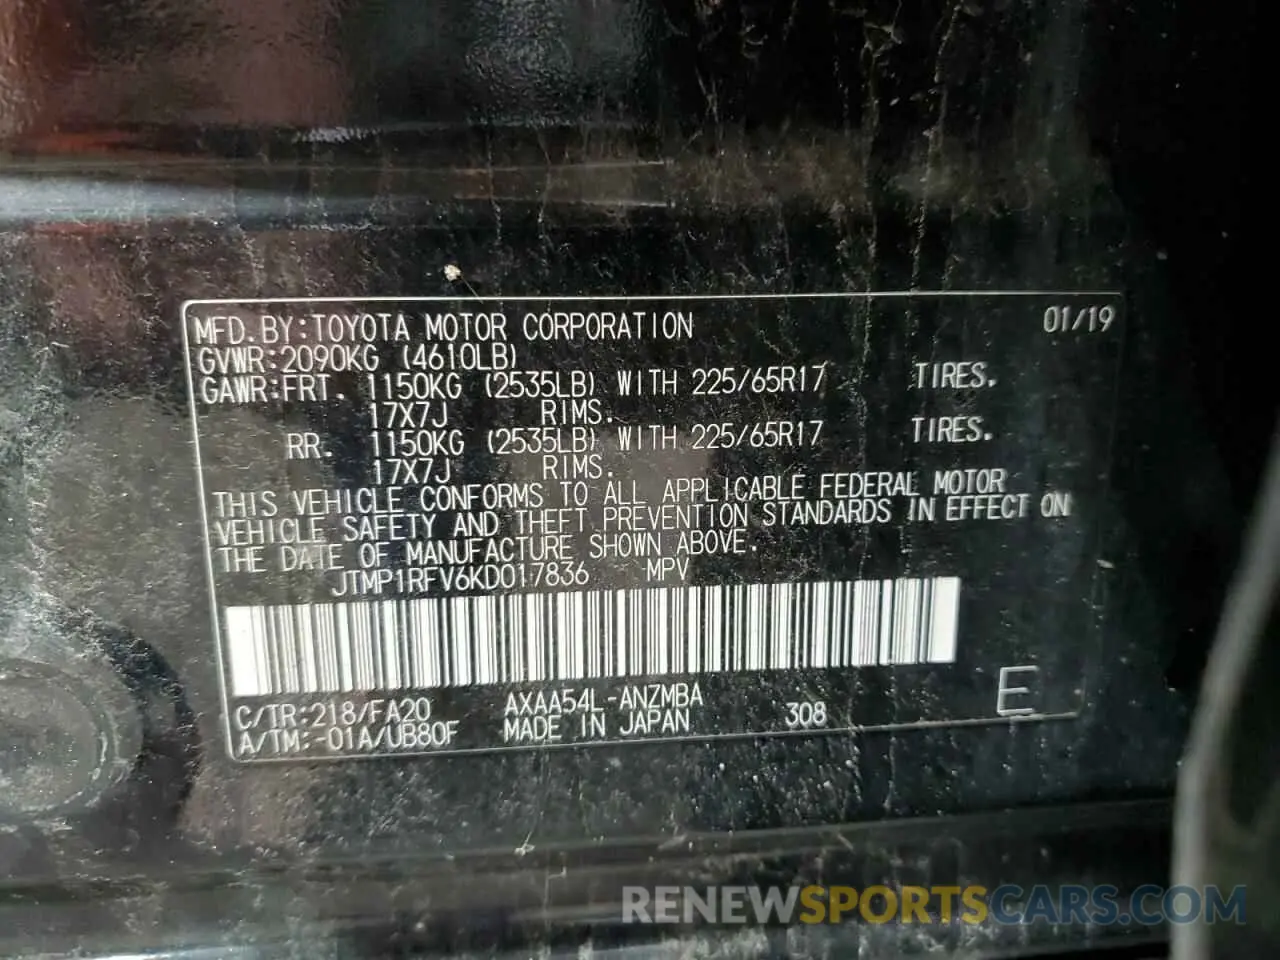 MFD.BY:TOYOTA MOTOR CORPORATION 01/19
GVWR:2090KG (4610LB)
GAWR:FRT. 1150KG (2535LB) WITH 225/65R17 TIRES.
17X7J RIMS.
RR. 1150KG (2535LB) WITH 225/65R17 TIRES.
17X7J RIMS.
THIS VEHICLE CONFORMS TO ALL APPLICABLE FEDERAL MOTOR
VEHICLE SAFETY AND THEFT PREVENTION STANDARDS IN EFFECT ON
THE DATE OF MANUFACTURE SHOWN ABOVE.
JTMP1RFV6KD017836 MPV
C/TR:218/FA20 AXAA54L-ANZMBA
A/TM:-01A/UB80F MADE IN JAPAN 308 E
RENEWSPORTSCARS.COM